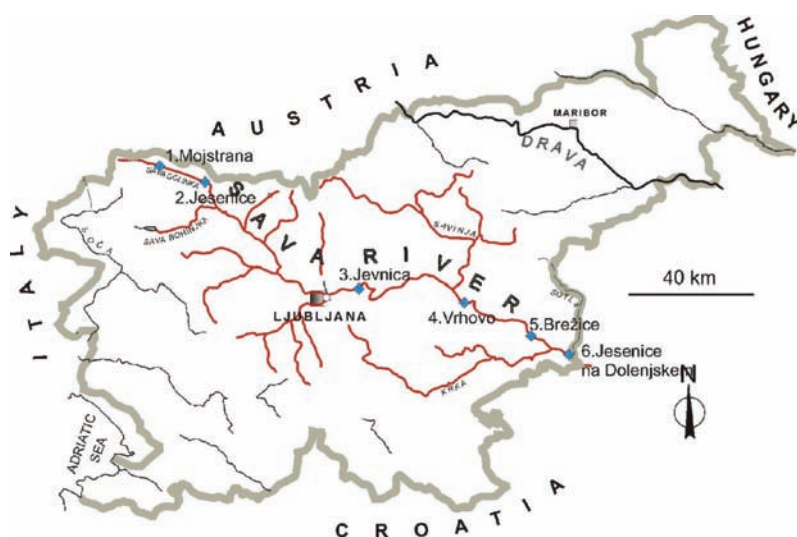 AUSTRIA
HUNGARY
MARIBOR
DRAVA
1.Mojstrana
SAVA DOLINKA
2.Jesenice
SAVA RIVER
SAVA BOHINJKA
SOČA
ITALY
SAVINJA
3.Jevnica
40 km
LJUBLJANA
4.Vrhovo
SOTLA
5.Brežice
6.Jesenice
na Dolenjskem
N
KRKA
ADRIATIC
SEA
CROATIA